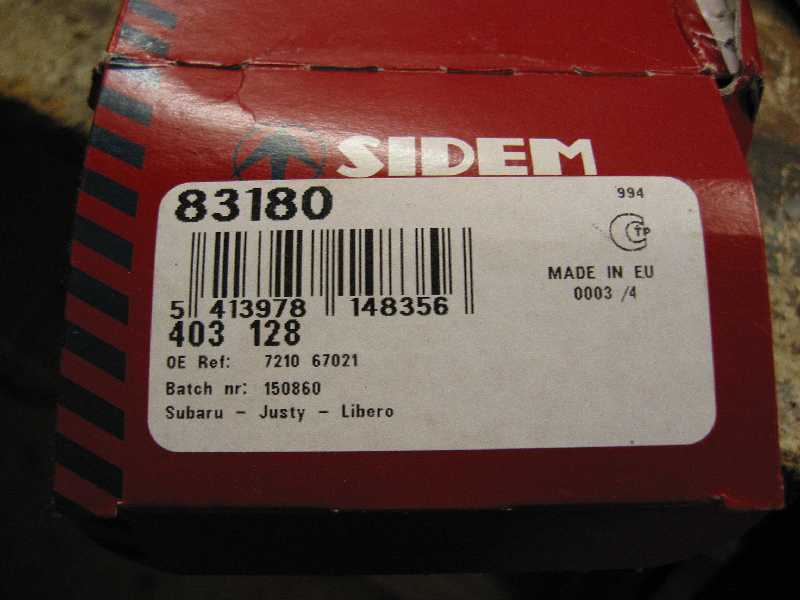 SIDEM
83180
994
TP
MADE IN EU
0003 /4
5 413978 148356
403 128
OE Ref: 7210 67021
Batch nr: 150860
Subaru - Justy - Libero